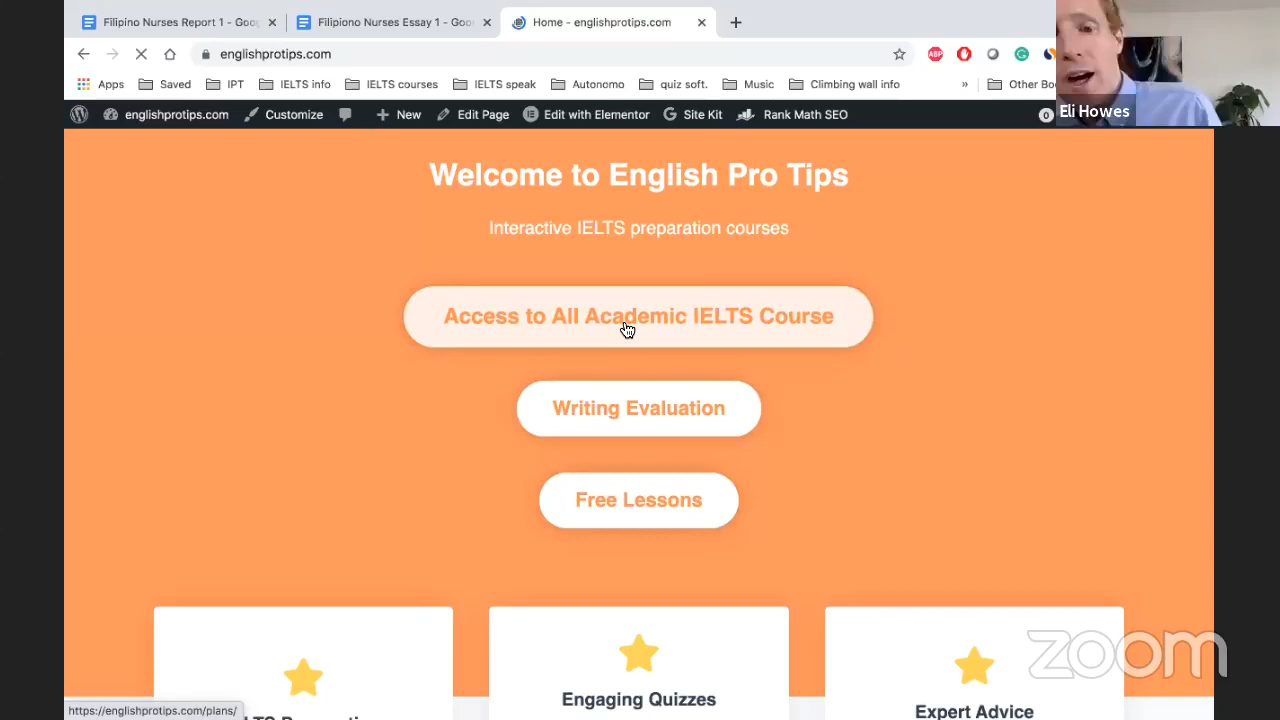 Filipino Nurses Report 1 - Goo
Filipiono Nurses Essay 1 - Goo
Home - englishprotips.com
englishprotips.com
ABP
Apps
Saved
IPT
IELTS info
IELTS courses
IELTS speak
Autonomo
quiz soft.
Music
Climbing wall info
»
Other Bo
Eli Howes
englishprotips.com
Customize
New
Edit Page
Edit with Elementor
Site Kit
Rank Math SEO
0
Welcome to English Pro Tips
Interactive IELTS preparation courses
Access to All Academic IELTS Course
Writing Evaluation
Free Lessons
Engaging Quizzes
Expert Advice
zoom
https://englishprotips.com/plans/